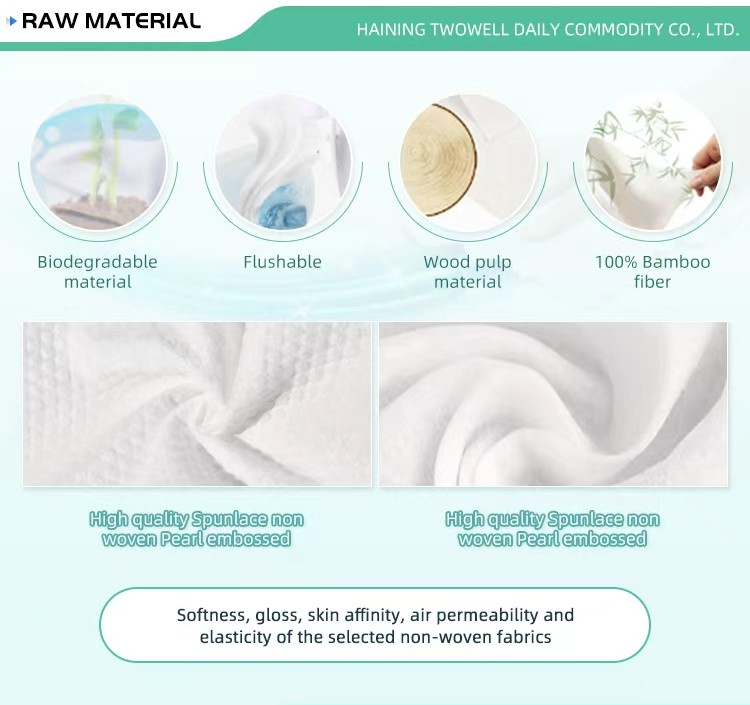 RAW MATERIAL
HAINING TWOWELL DAILY COMMODITY CO., LTD.
Biodegradable
material
Flushable
Wood pulp
material
100% Bamboo
fiber
High quality Spunlace non
woven Pearl embossed
High quality Spunlace non
woven Pearl embossed
Softness, gloss, skin affinity, air permeability and
elasticity of the selected non-woven fabrics